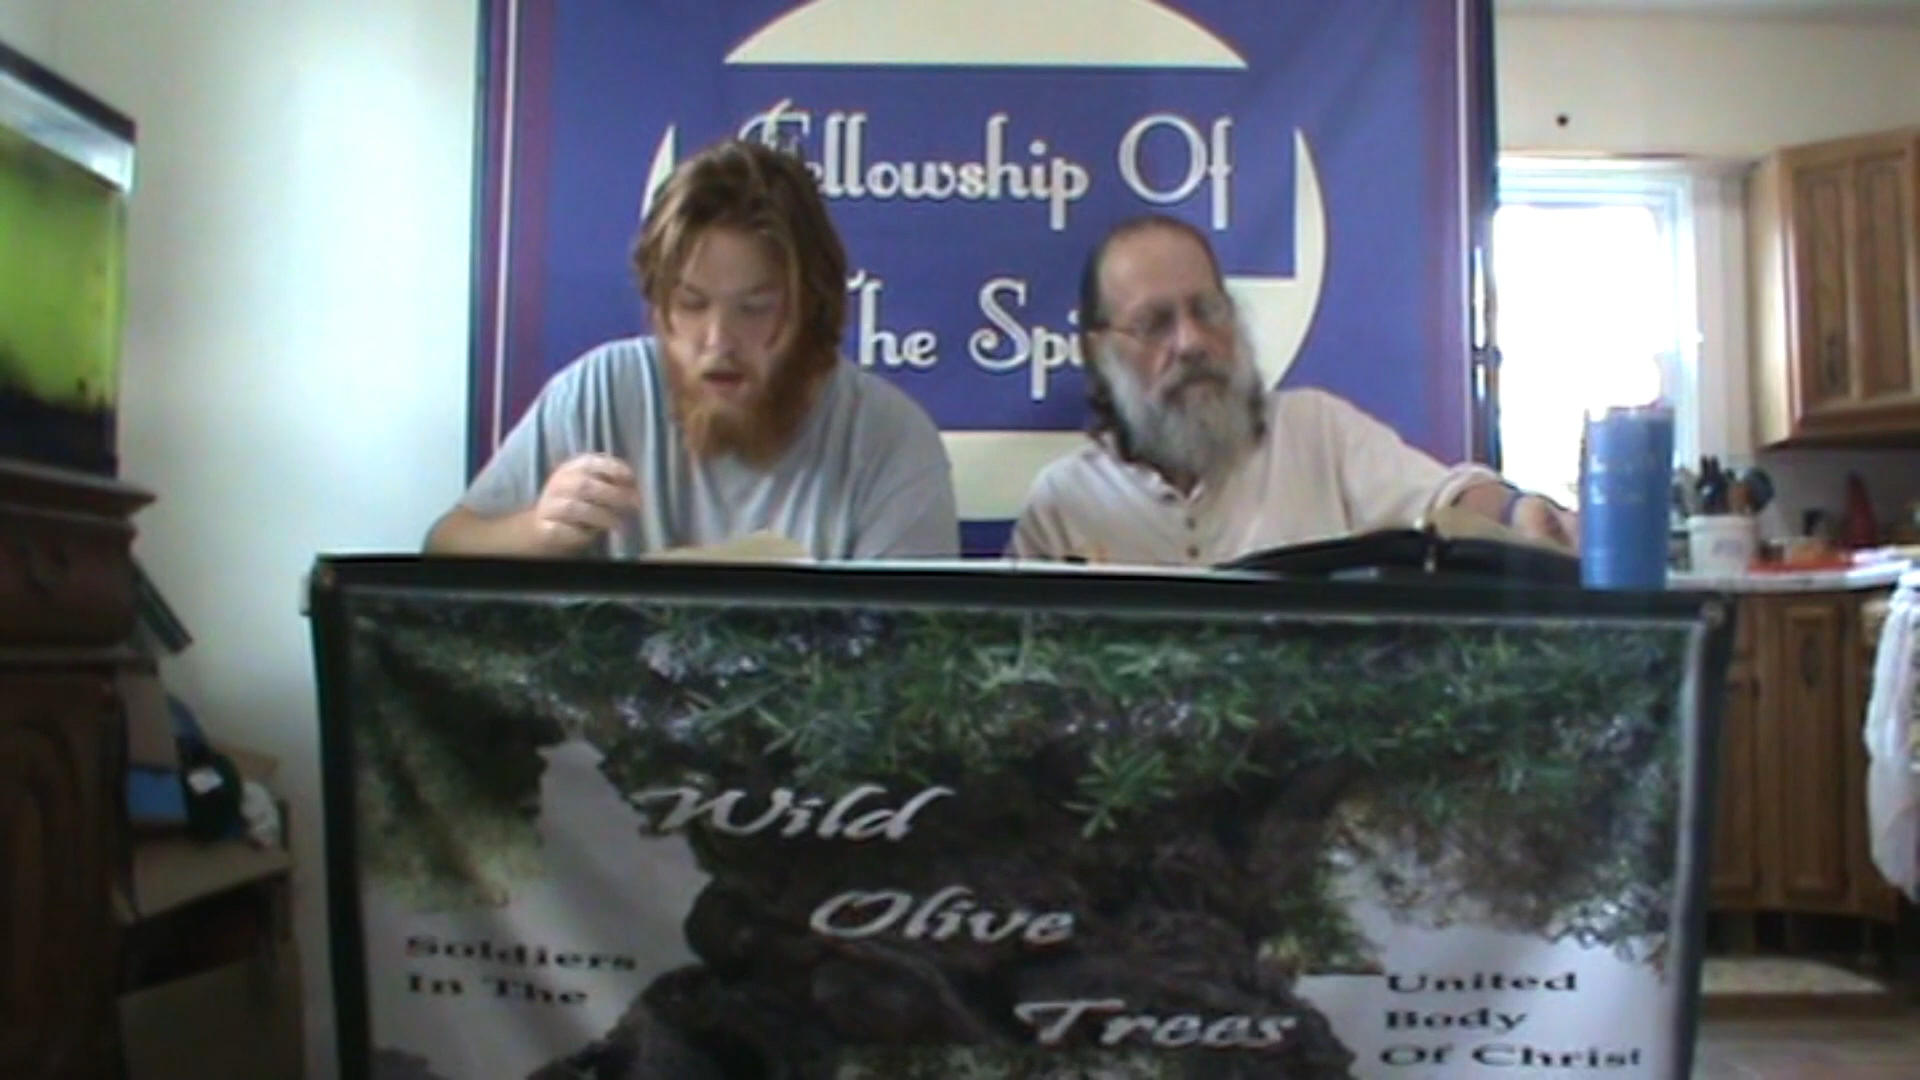 Fellowship Of
The Spi
Wild
Olive
Trees
Soldiers
In The
United
Body
Of Christ